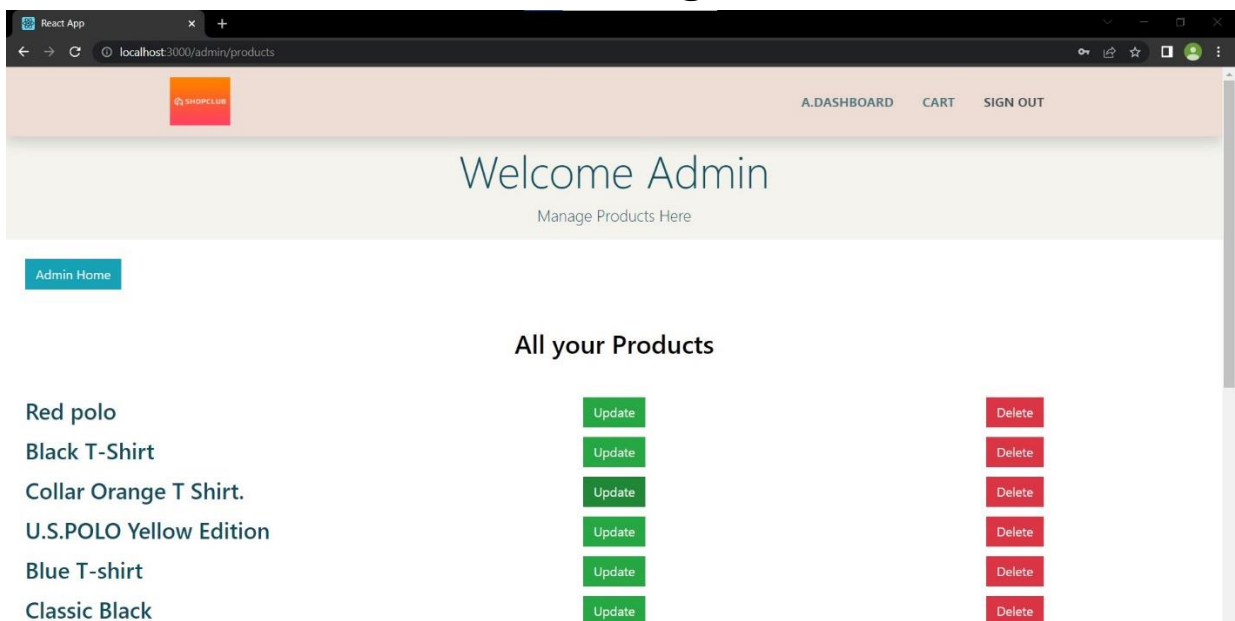 React App
localhost:3000/admin/products
SHOPCLUB
A.DASHBOARD CART SIGN OUT
Welcome Admin
Manage Products Here
Admin Home
All your Products
Red polo Update Delete
Black T-Shirt Update Delete
Collar Orange T Shirt. Update Delete
U.S.POLO Yellow Edition Update Delete
Blue T-shirt Update Delete
Classic Black Update Delete